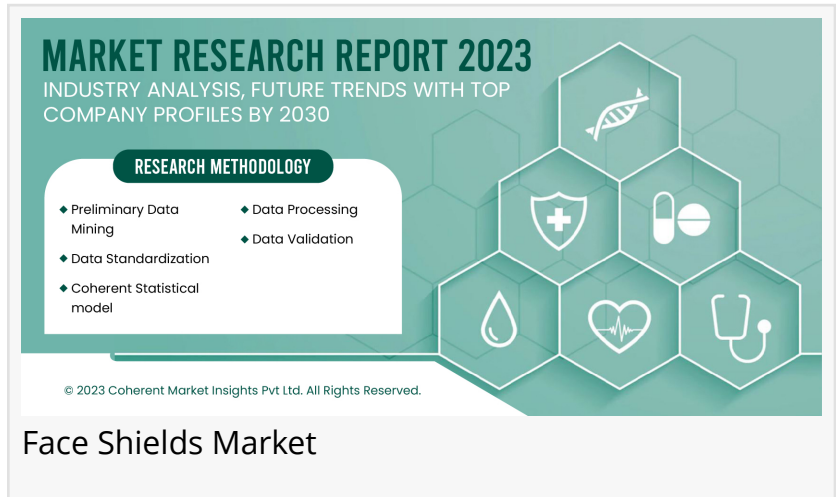 MARKET RESEARCH REPORT 2023
INDUSTRY ANALYSIS, FUTURE TRENDS WITH TOP
COMPANY PROFILES BY 2030
RESEARCH METHODOLOGY
Preliminary Data
Mining
Data Standardization
Coherent Statistical
model
Data Processing
Data Validation
© 2023 Coherent Market Insights Pvt Ltd. All Rights Reserved.
Face Shields Market